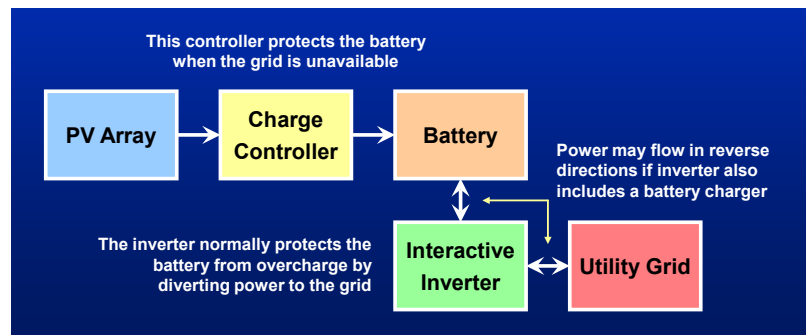 This controller protects the battery
when the grid is unavailable
PV Array
Charge
Controller
Battery
Power may flow in reverse
directions if inverter also
includes a battery charger
The inverter normally protects the
battery from overcharge by
diverting power to the grid
Interactive
Inverter
Utility Grid